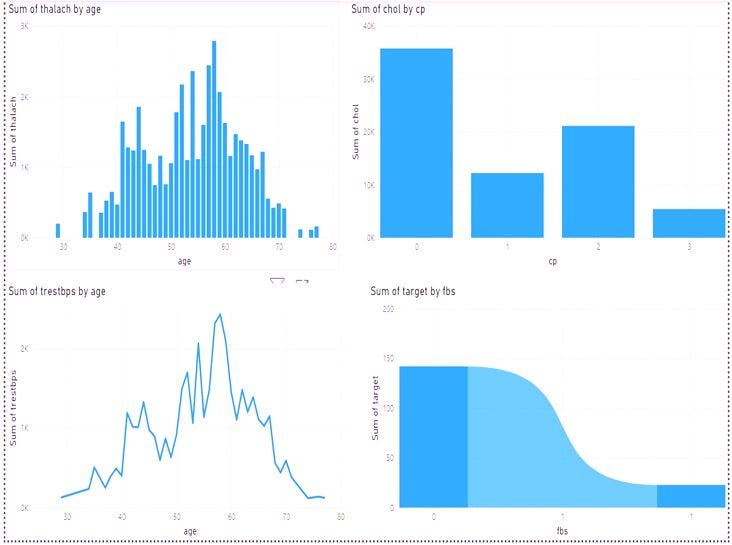 Sum of thalach by age
3K
2K
1K
0K
Sum of thalach
30 40 50 60 70 80
age
Sum of chol by cp
40K
30K
20K
10K
0K
Sum of chol
0 1 2 3
cp
Sum of trestbps by age
2K
1K
0K
Sum of trestbps
30 40 50 60 70 80
age
Sum of target by fbs
200
150
100
50
0
Sum of target
0 1 1
fbs